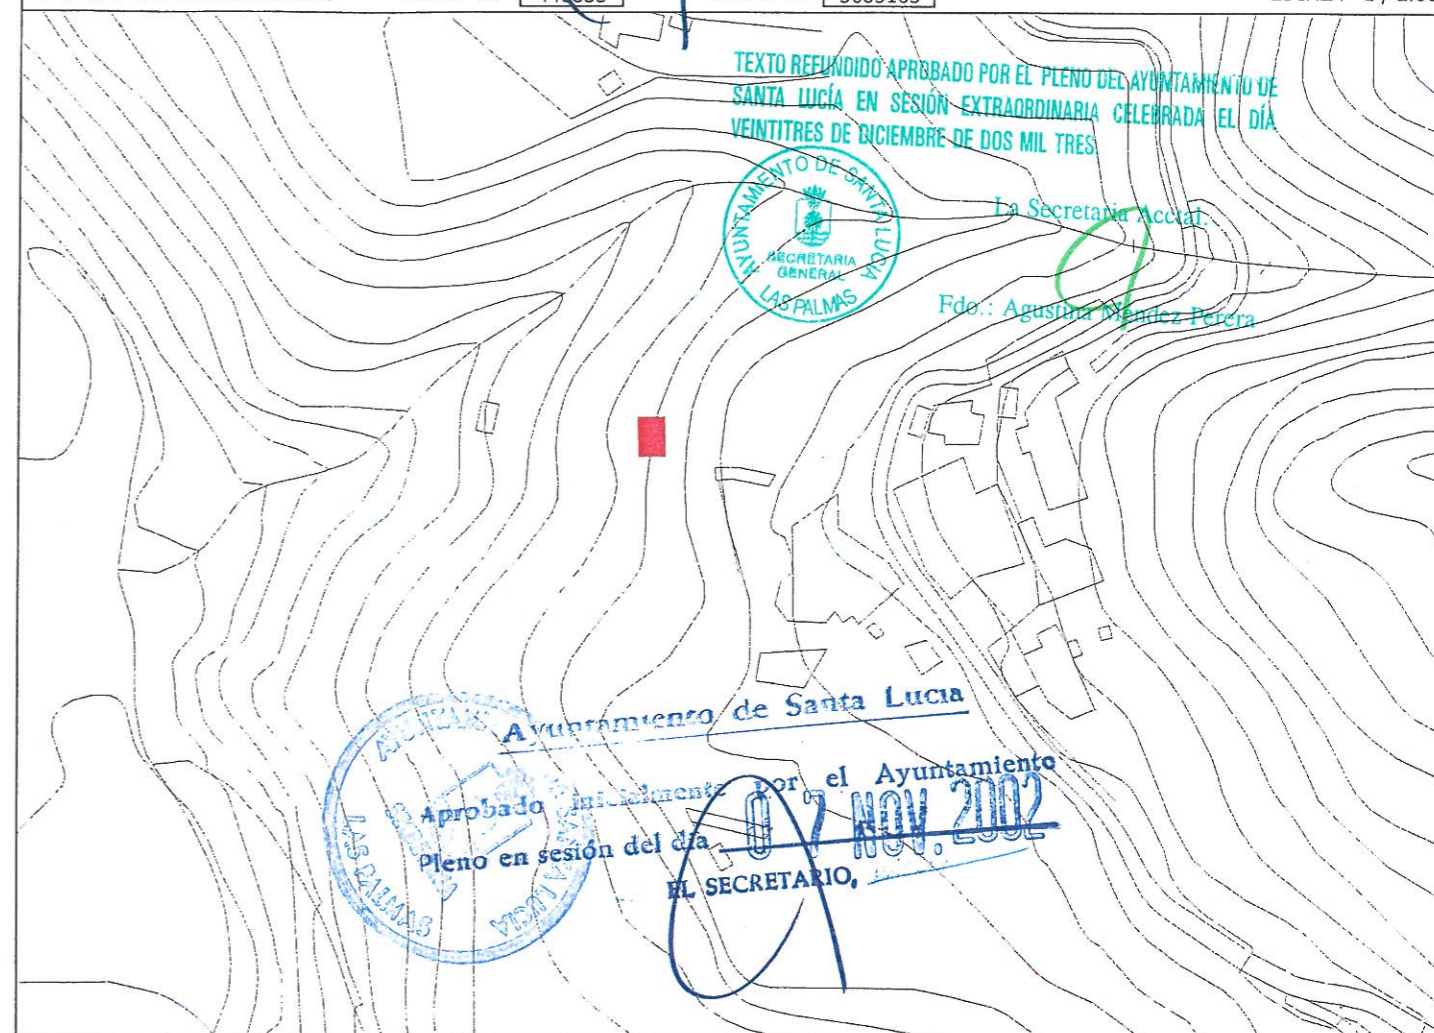 TEXTO REFUNDIDO APROBADO POR EL PLENO DEL AYUNTAMIENTO DE
SANTA LUCÍA EN SESIÓN EXTRAORDINARIA CELEBRADA EL DÍA
VEINTITRES DE DICIEMBRE DE DOS MIL TRES.
AYUNTAMIENTO DE SANTA LUCIA
SECRETARIA
GENERAL
LAS PALMAS
La Secretaria Acctal.
Fdo.: Agustina Méndez Perera
Ayuntamiento de Santa Lucia
Aprobado inicialmente por el Ayuntamiento
Pleno en sesión del día 07 NOV. 2002
EL SECRETARIO,
LAS PALMAS
SANTA LUCIA